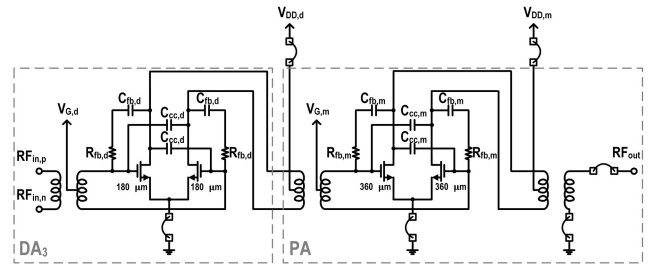 V_DD,d
V_DD,m
V_G,d
C_fb,d
C_fb,d
C_cc,d
C_cc,d
R_fb,d
R_fb,d
180 μm
180 μm
RF_in,p
RF_in,n
DA_3
V_G,m
C_fb,m
C_fb,m
C_cc,m
C_cc,m
R_fb,m
R_fb,m
360 μm
360 μm
RF_out
PA